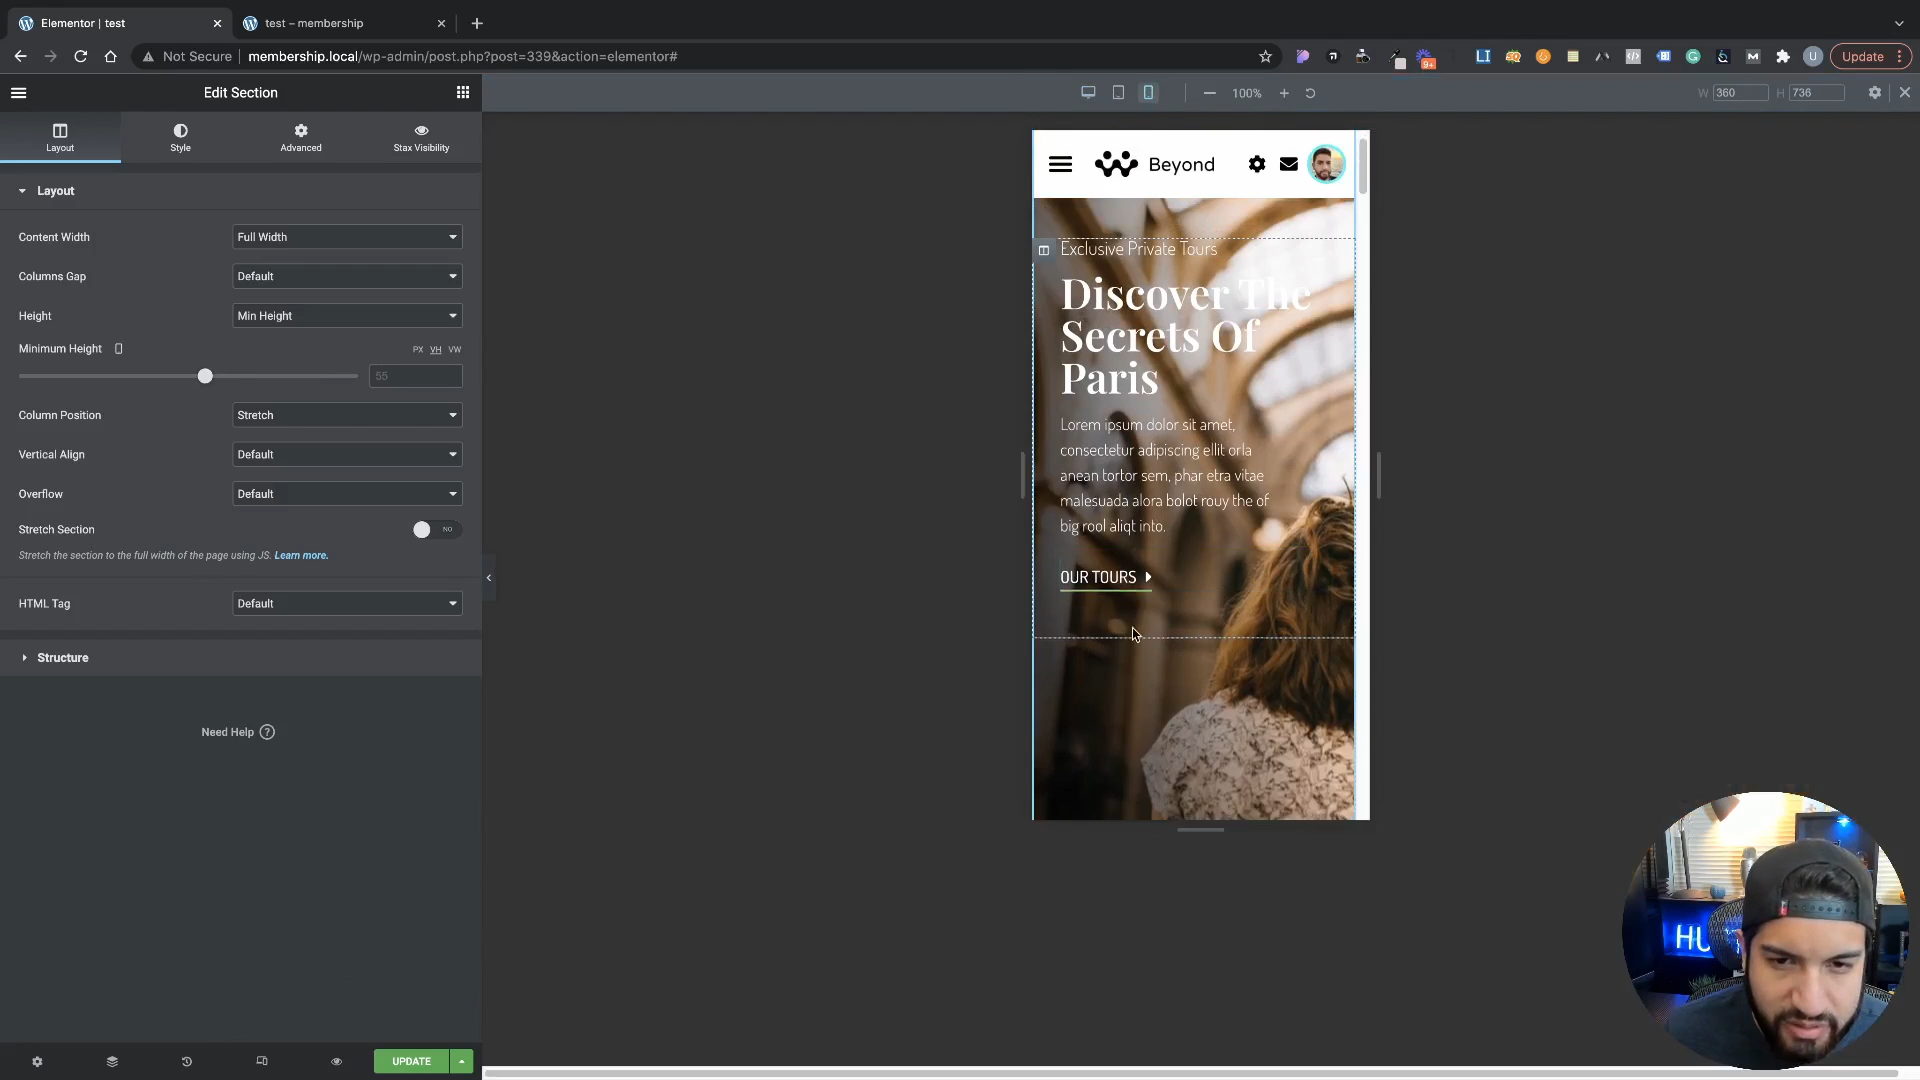 Elementor | test
test – membership
Not Secure
membership.local/wp-admin/post.php?post=339&action=elementor#
9+
LI
M
U
Update
Edit Section
100%
W 360
H 736
Layout
Style
Advanced
Stax Visibility
Layout
Content Width
Full Width
Columns Gap
Default
Height
Min Height
Minimum Height
PX VH VW
55
Column Position
Stretch
Vertical Align
Default
Overflow
Default
Stretch Section
NO
Stretch the section to the full width of the page using JS. Learn more.
HTML Tag
Default
Structure
Need Help ?
UPDATE
Beyond
Exclusive Private Tours
Discover The
Secrets Of
Paris
Lorem ipsum dolor sit amet,
consectetur adipiscing ellit orla
anean tortor sem, phar etra vitae
malesuada alora bolot rouy the of
big rool aliqt into.
OUR TOURS
HU